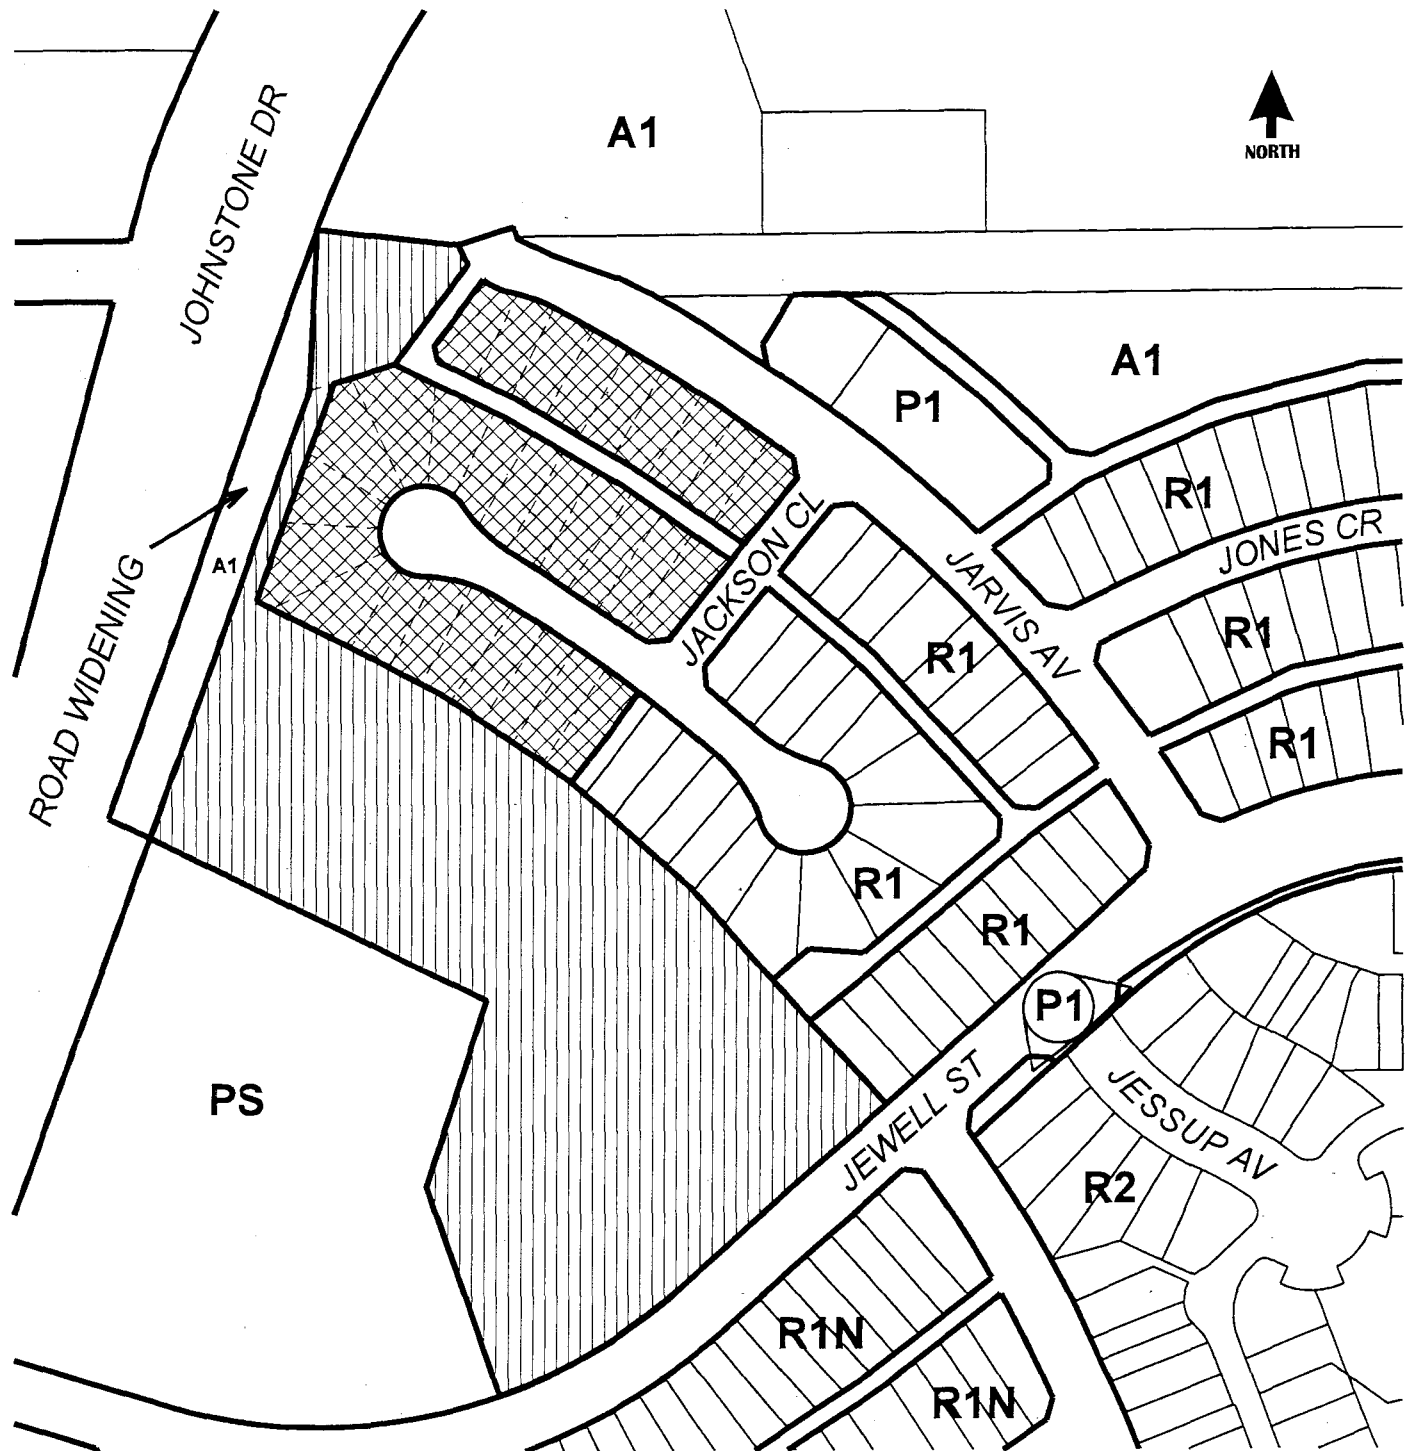 A1
NORTH
JOHNSTONE DR
A1
P1
R1
JACKSON CL
JONES CR
JARVIS AV
A1
ROAD WIDENING
R1
R1
R1
R1
R1
P1
JEWELL ST
JESSUP AV
PS
R2
R1N
R1N